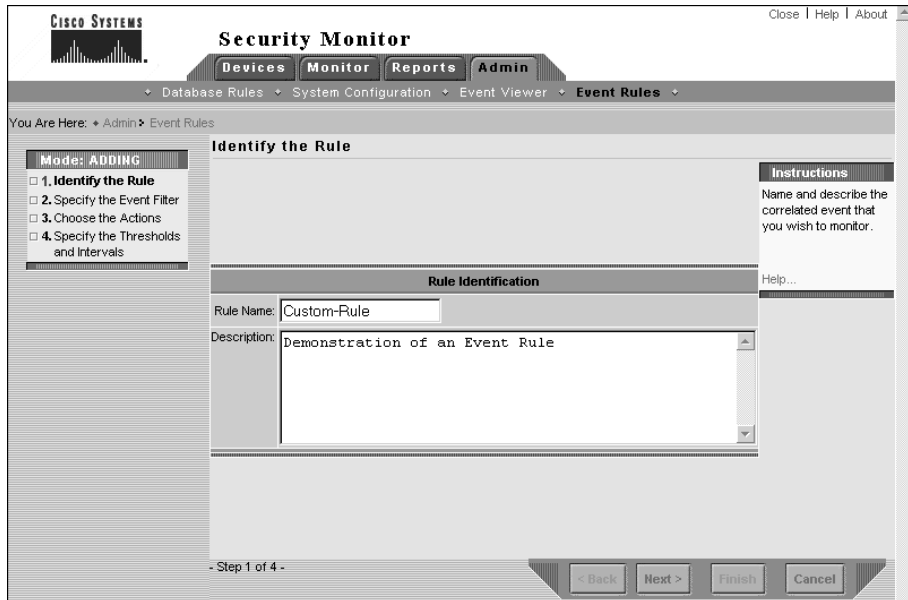 Close | Help | About
CISCO SYSTEMS
Security Monitor
Devices Monitor Reports Admin
Database Rules System Configuration Event Viewer Event Rules
You Are Here: Admin > Event Rules
Mode: ADDING
1. Identify the Rule
2. Specify the Event Filter
3. Choose the Actions
4. Specify the Thresholds
and Intervals
Identify the Rule
Instructions
Name and describe the
correlated event that
you wish to monitor.
Help...
Rule Identification
Rule Name: Custom-Rule
Description: Demonstration of an Event Rule
- Step 1 of 4 -
< Back Next > Finish Cancel